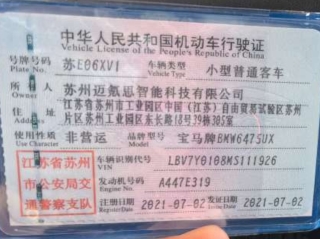 中华人民共和国机动车行驶证
Vehicle License of the People's Republic of China
号牌号码 苏E06XV1 车辆类型 小型普通客车
Plate No. Vehicle Type
所有人 苏州迈氪思智能科技有限公司
江苏省苏州市工业园区中国(江苏)自由贸易试验区苏州
住址 片区苏州工业园区东长路18号39幢305室
使用性质 非营运 品牌型号 宝马牌BMW6475UX
Use Character
江苏省苏州
市公安局交
通警察支队
车辆识别代号 LBV7Y0108MS111926
VIN
发动机号码 A447E319
Engine No.
注册日期 2021-07-02 发证日期 2021-07-02
Register Date Issue Date